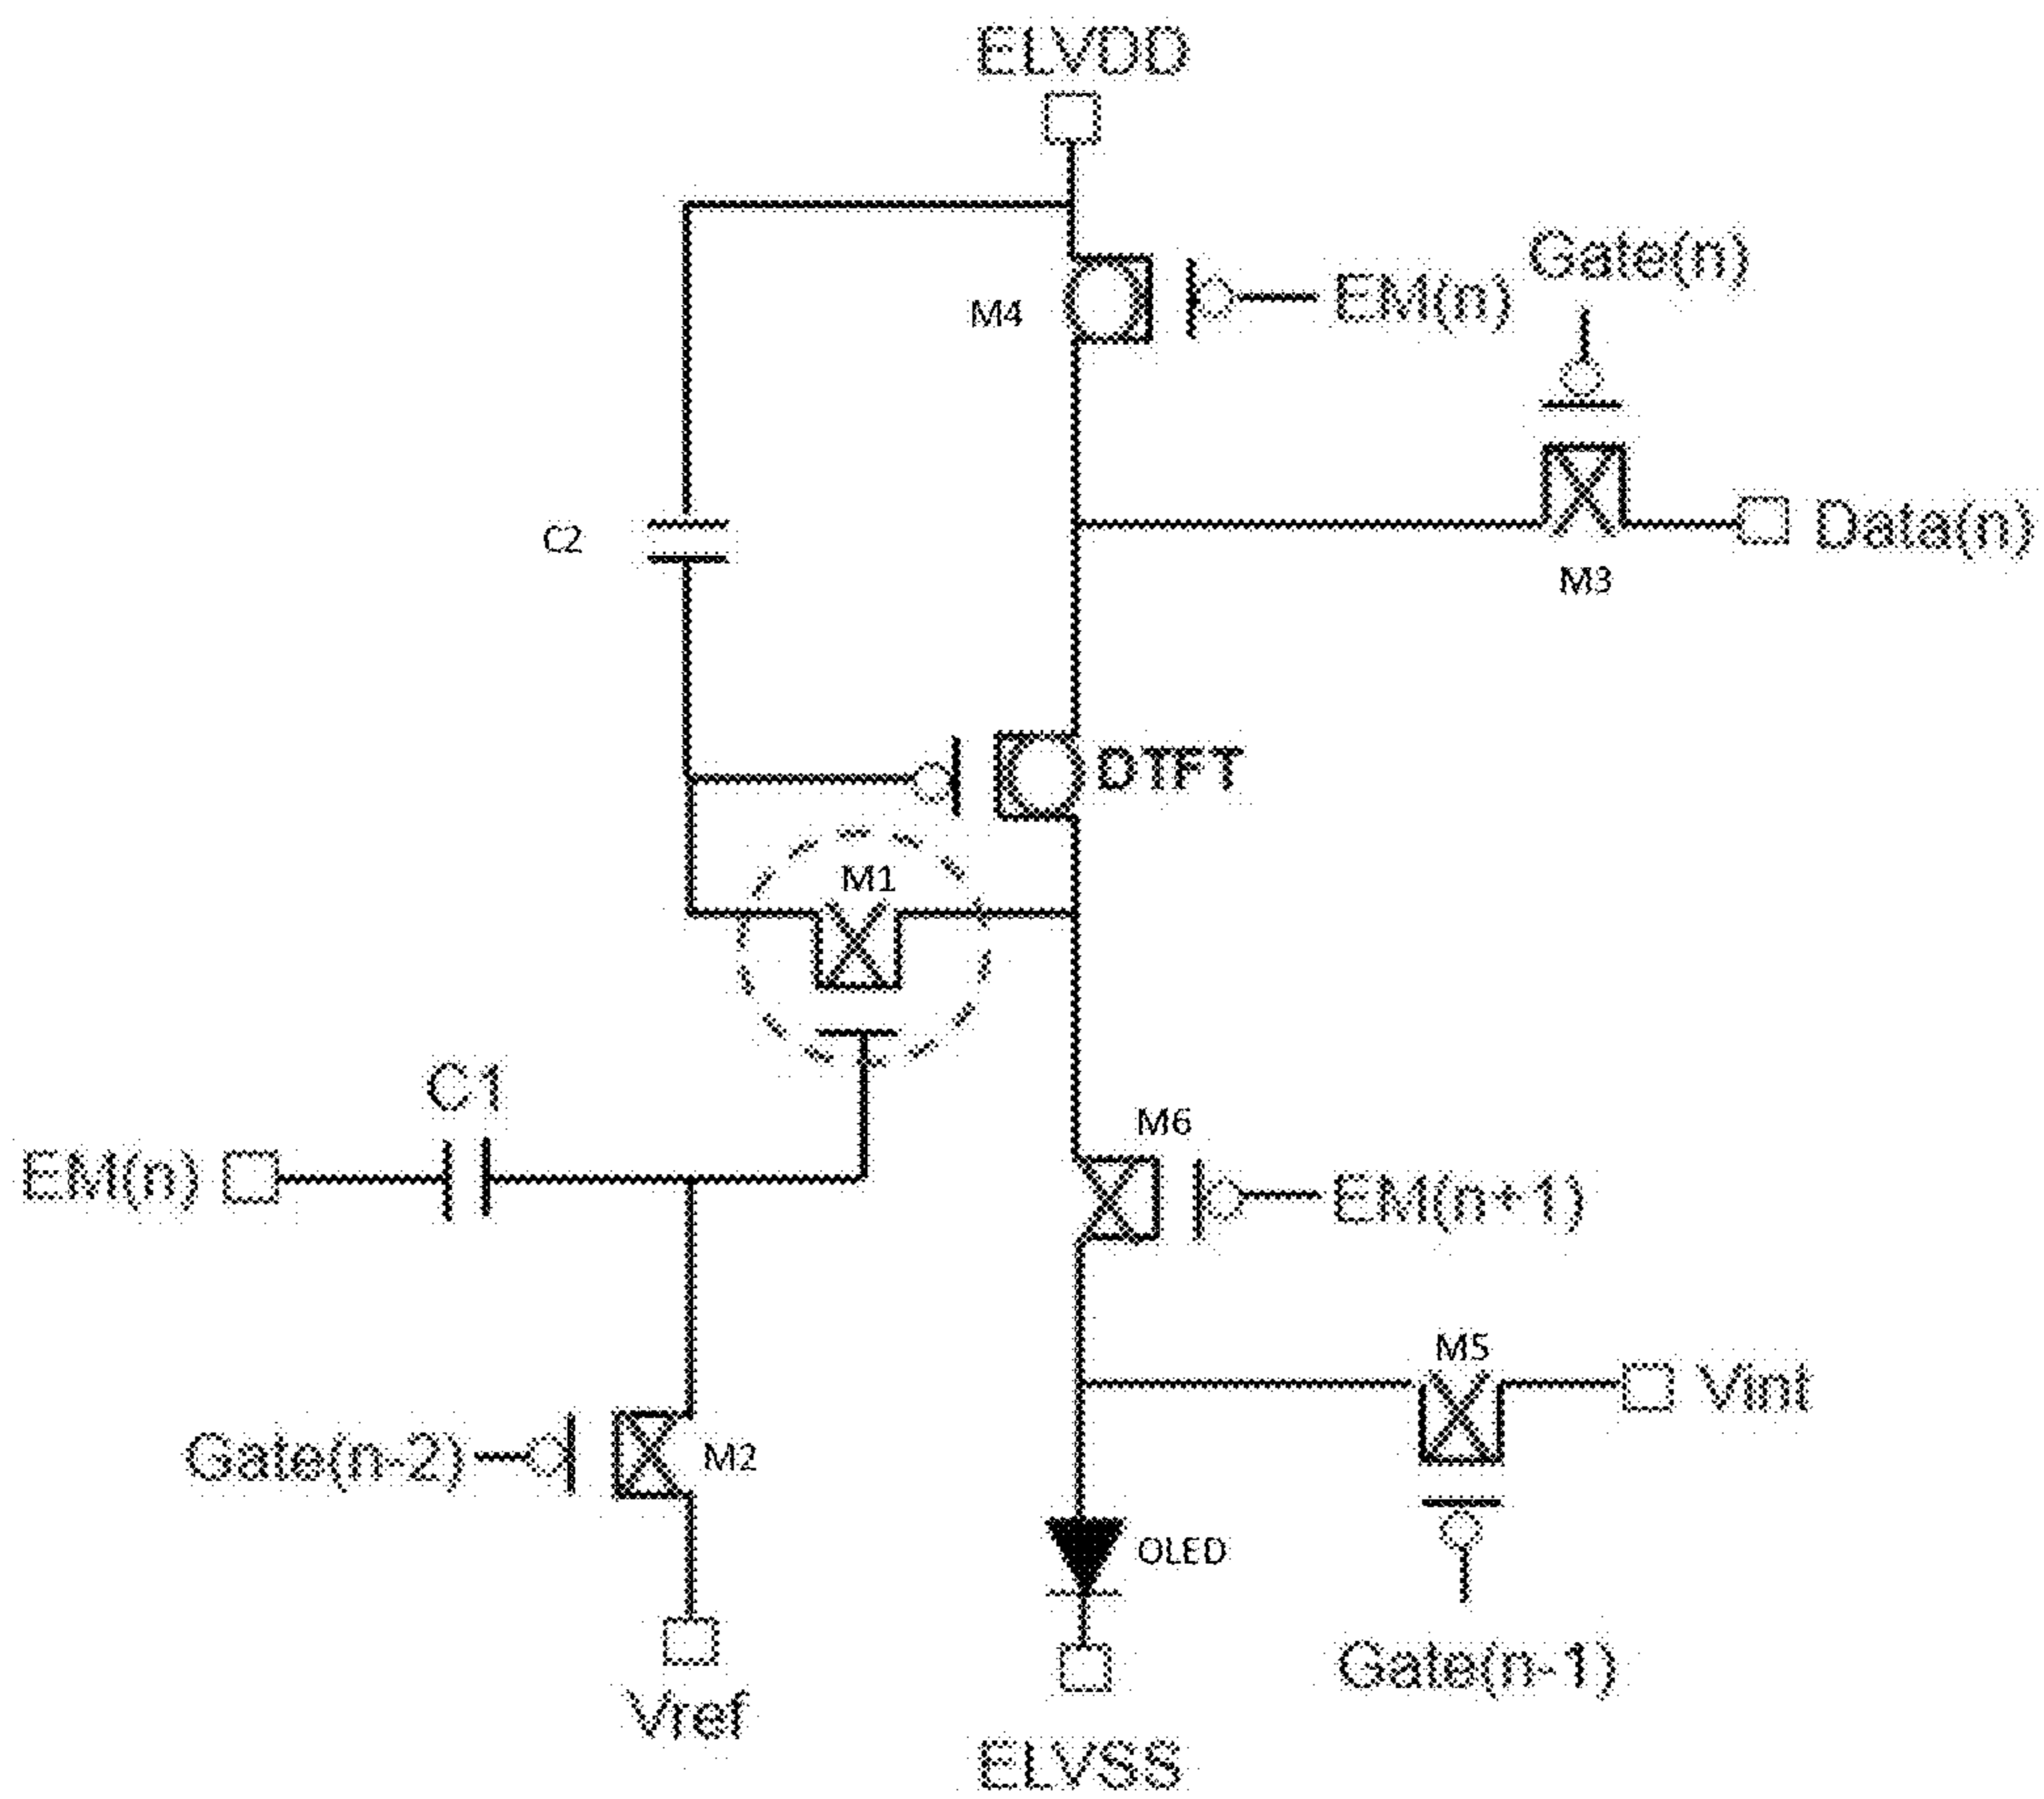 ELVDD
Gate(n)
M4
EM(n)
C2
Data(n)
M3
DTFT
M1
C1
M6
EM(n)
EM(n+1)
M5
Vint
Gate(n-2)
M2
OLED
Gate(n-1)
Vref
ELVSS